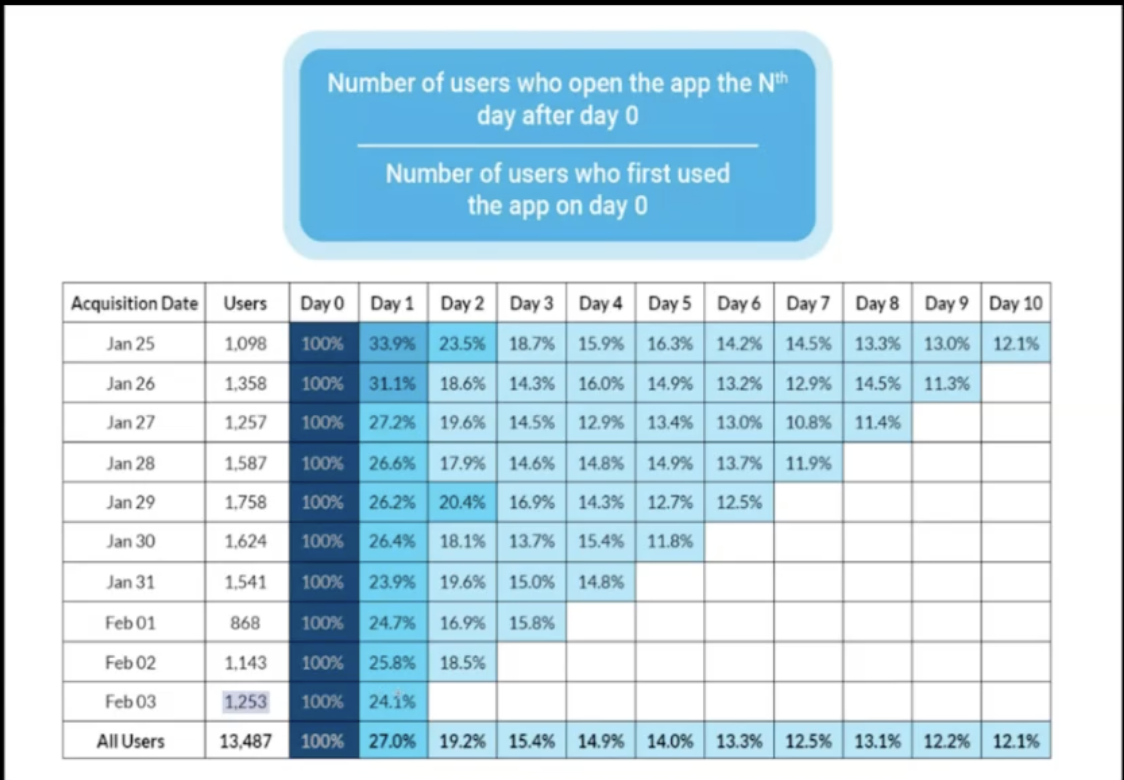 Number of users who open the app the Nth
day after day 0
Number of users who first used
the app on day 0
Acquisition Date Users Day 0 Day 1 Day 2 Day 3 Day 4 Day 5 Day 6 Day 7 Day 8 Day 9 Day 10
Jan 25 1,098 100% 33.9% 23.5% 18.7% 15.9% 16.3% 14.2% 14.5% 13.3% 13.0% 12.1%
Jan 26 1,358 100% 31.1% 18.6% 14.3% 16.0% 14.9% 13.2% 12.9% 14.5% 11.3%
Jan 27 1,257 100% 27.2% 19.6% 14.5% 12.9% 13.4% 13.0% 10.8% 11.4%
Jan 28 1,587 100% 26.6% 17.9% 14.6% 14.8% 14.9% 13.7% 11.9%
Jan 29 1,758 100% 26.2% 20.4% 16.9% 14.3% 12.7% 12.5%
Jan 30 1,624 100% 26.4% 18.1% 13.7% 15.4% 11.8%
Jan 31 1,541 100% 23.9% 19.6% 15.0% 14.8%
Feb 01 868 100% 24.7% 16.9% 15.8%
Feb 02 1,143 100% 25.8% 18.5%
Feb 03 1,253 100% 24.1%
All Users 13,487 100% 27.0% 19.2% 15.4% 14.9% 14.0% 13.3% 12.5% 13.1% 12.2% 12.1%